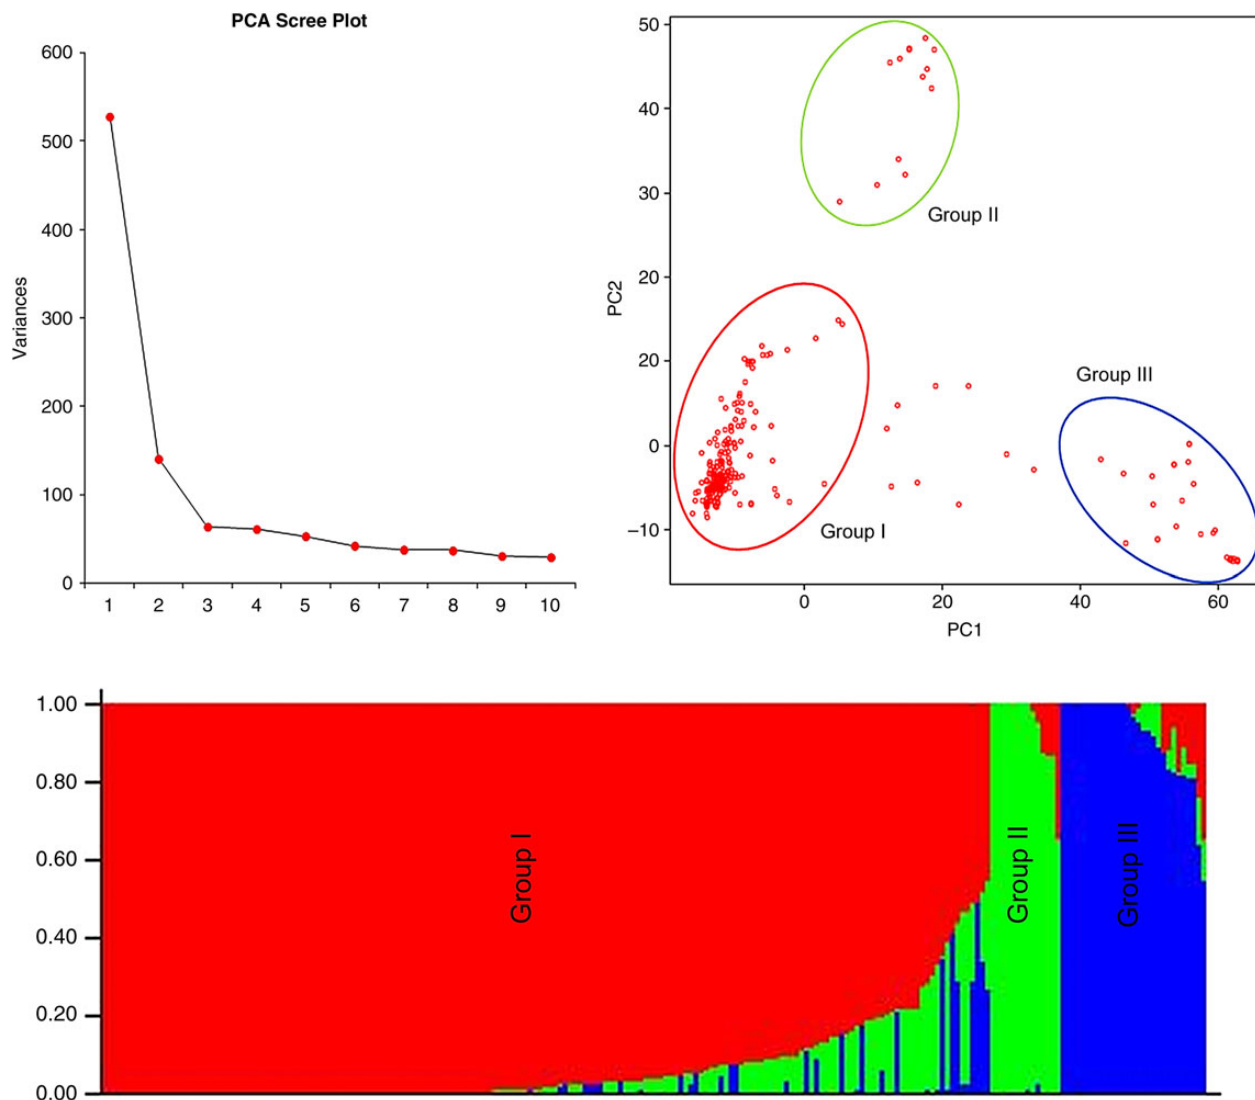 PCA Scree Plot
600
500
400
300
200
100
0
Variances
1 2 3 4 5 6 7 8 9 10
50
40
30
20
20
0
−10
PC2
Group II
Group III
Group I
0 20 40 60
PC1
1.00
0.80
0.60
0.40
0.20
0.00
Group I
Group II
Group III